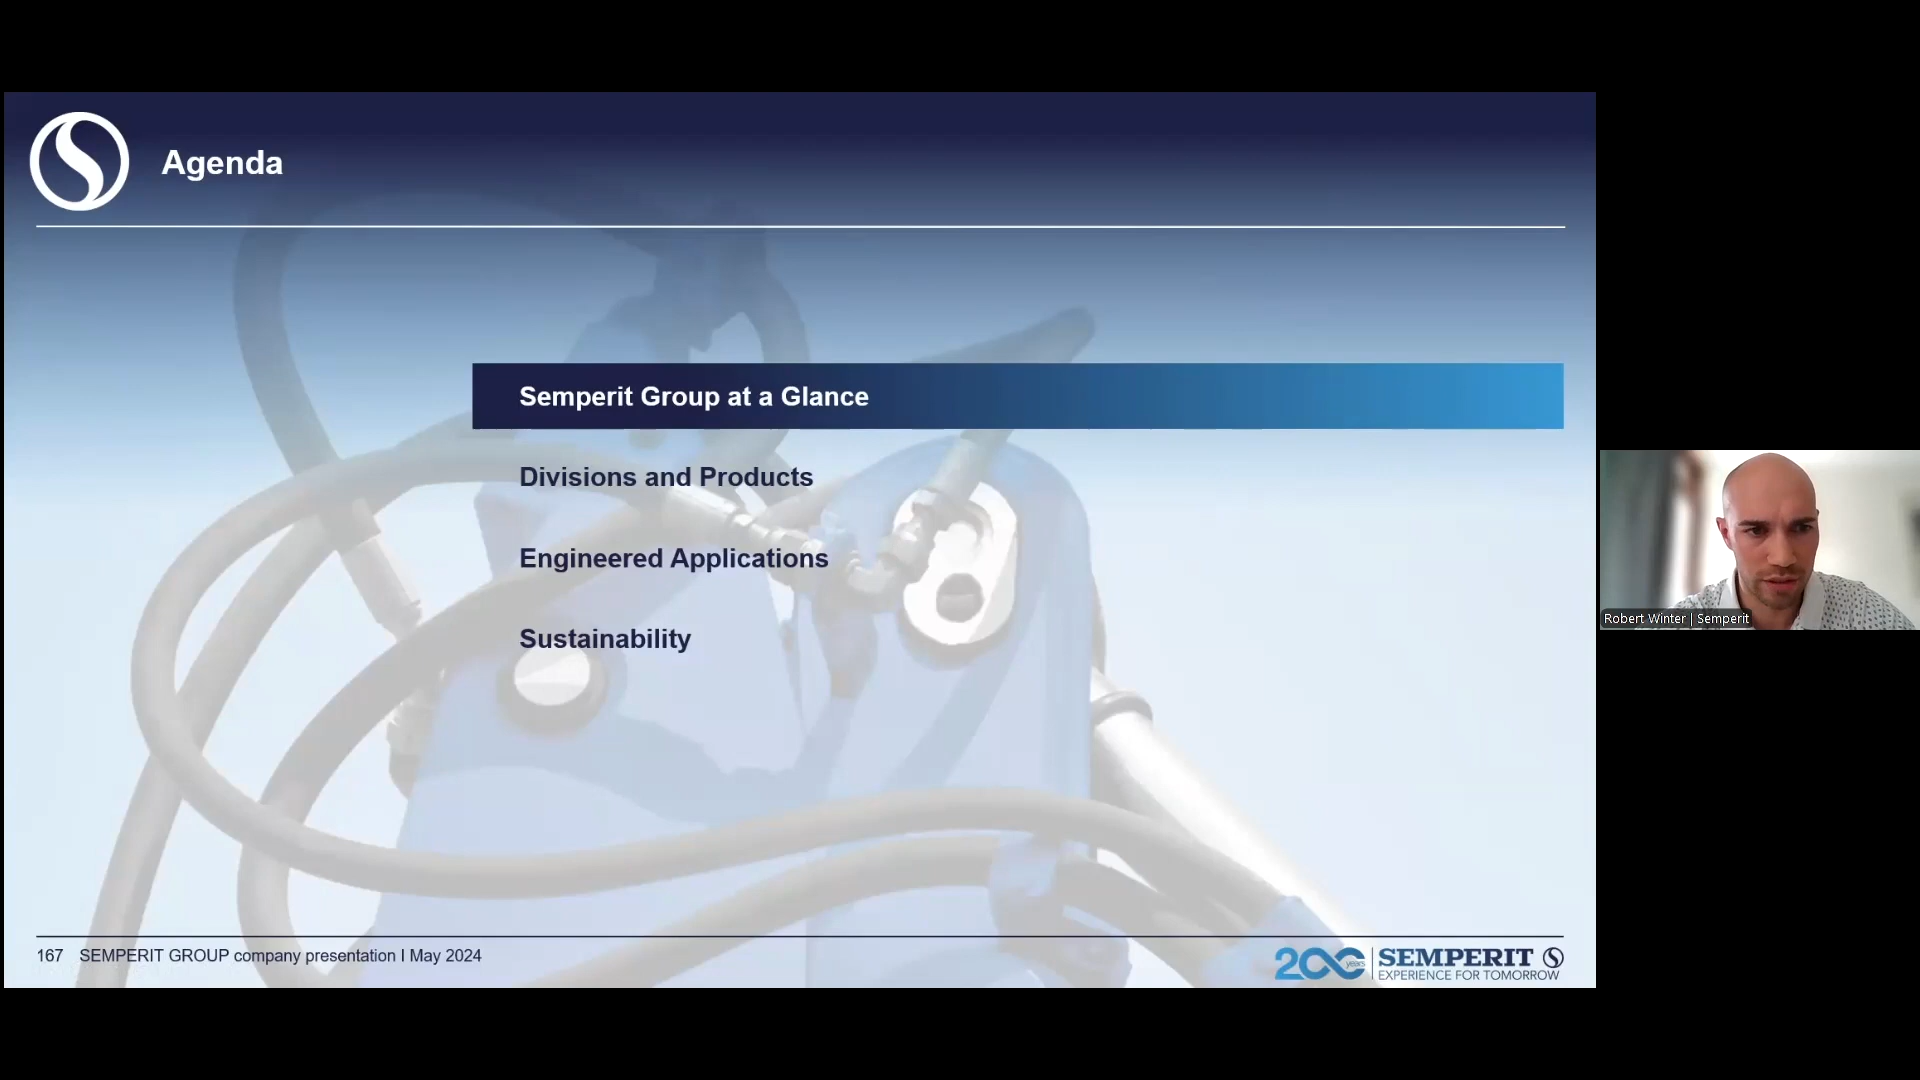 Agenda
Semperit Group at a Glance
Divisions and Products
Engineered Applications
Sustainability
Robert Winter | Semperit
167 SEMPERIT GROUP company presentation I May 2024
200 years SEMPERIT
EXPERIENCE FOR TOMORROW